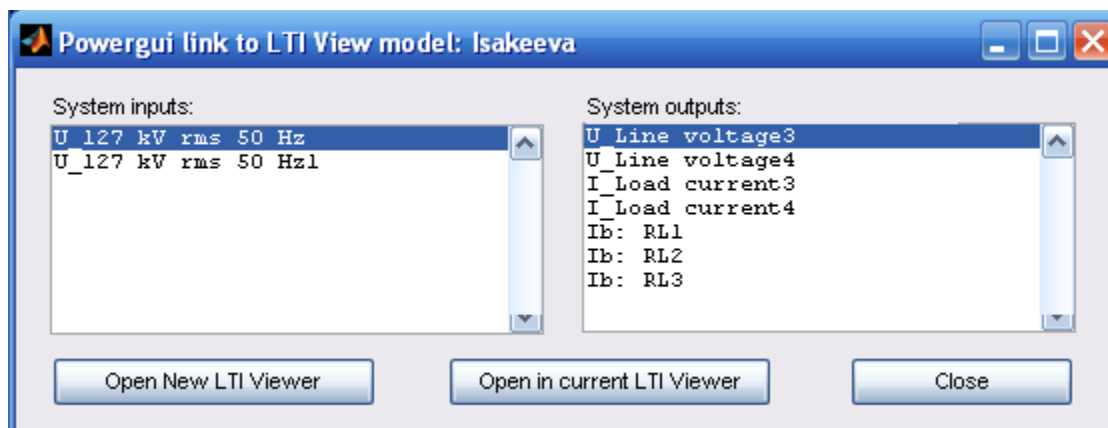 Powergui link to LTI View model: Isakeeva
System inputs:
U_127 kV rms 50 Hz
U_127 kV rms 50 Hz1
System outputs:
U_Line voltage3
U_Line voltage4
I_Load current3
I_Load current4
Ib: RL1
Ib: RL2
Ib: RL3
Open New LTI Viewer
Open in current LTI Viewer
Close